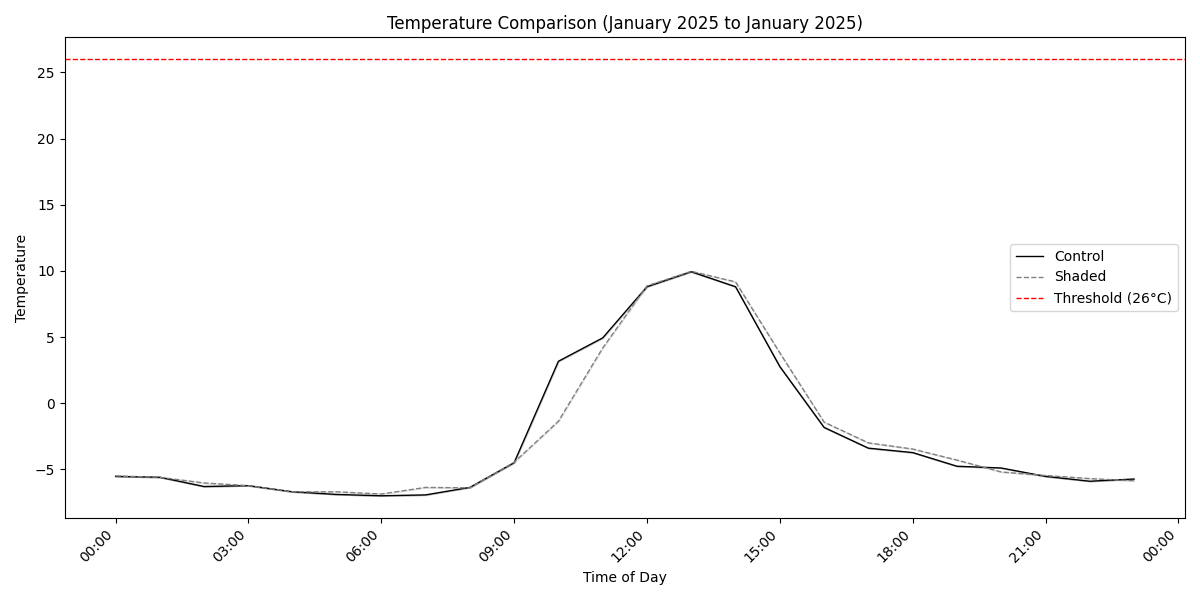 Temperature Comparison (January 2025 to January 2025)
Temperature
25
20
15
10
5
0
−5
Control
Shaded
Threshold (26°C)
00:00
03:00
06:00
09:00
12:00
15:00
18:00
21:00
00:00
Time of Day